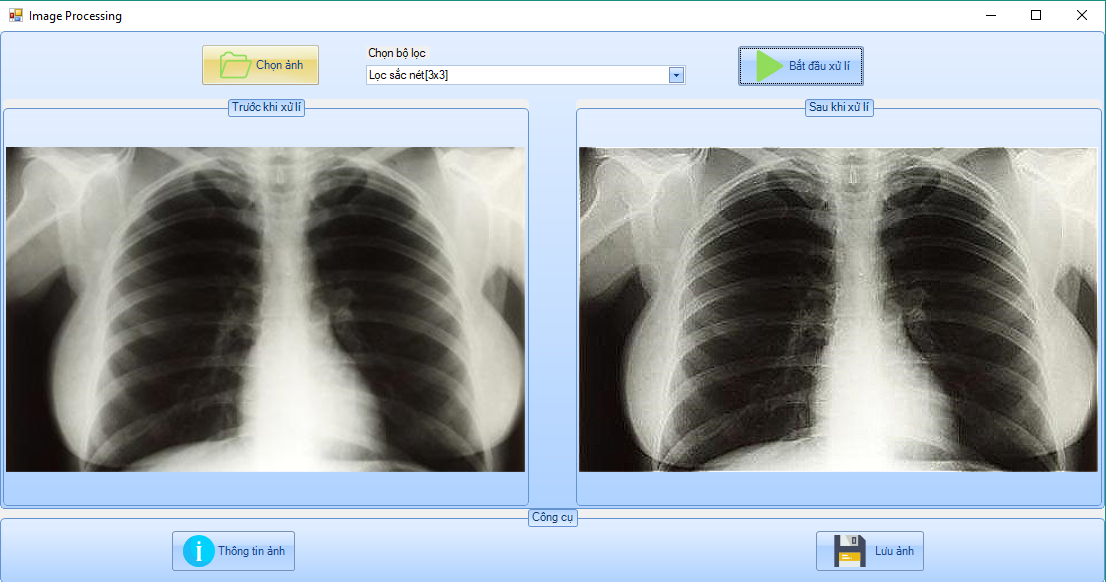 Image Processing
Chọn ảnh
Chọn bộ lọc
Lọc sắc nét[3x3]
Bắt đầu xử lí
Trước khi xử lí
Sau khi xử lí
Công cụ
Thông tin ảnh
Lưu ảnh